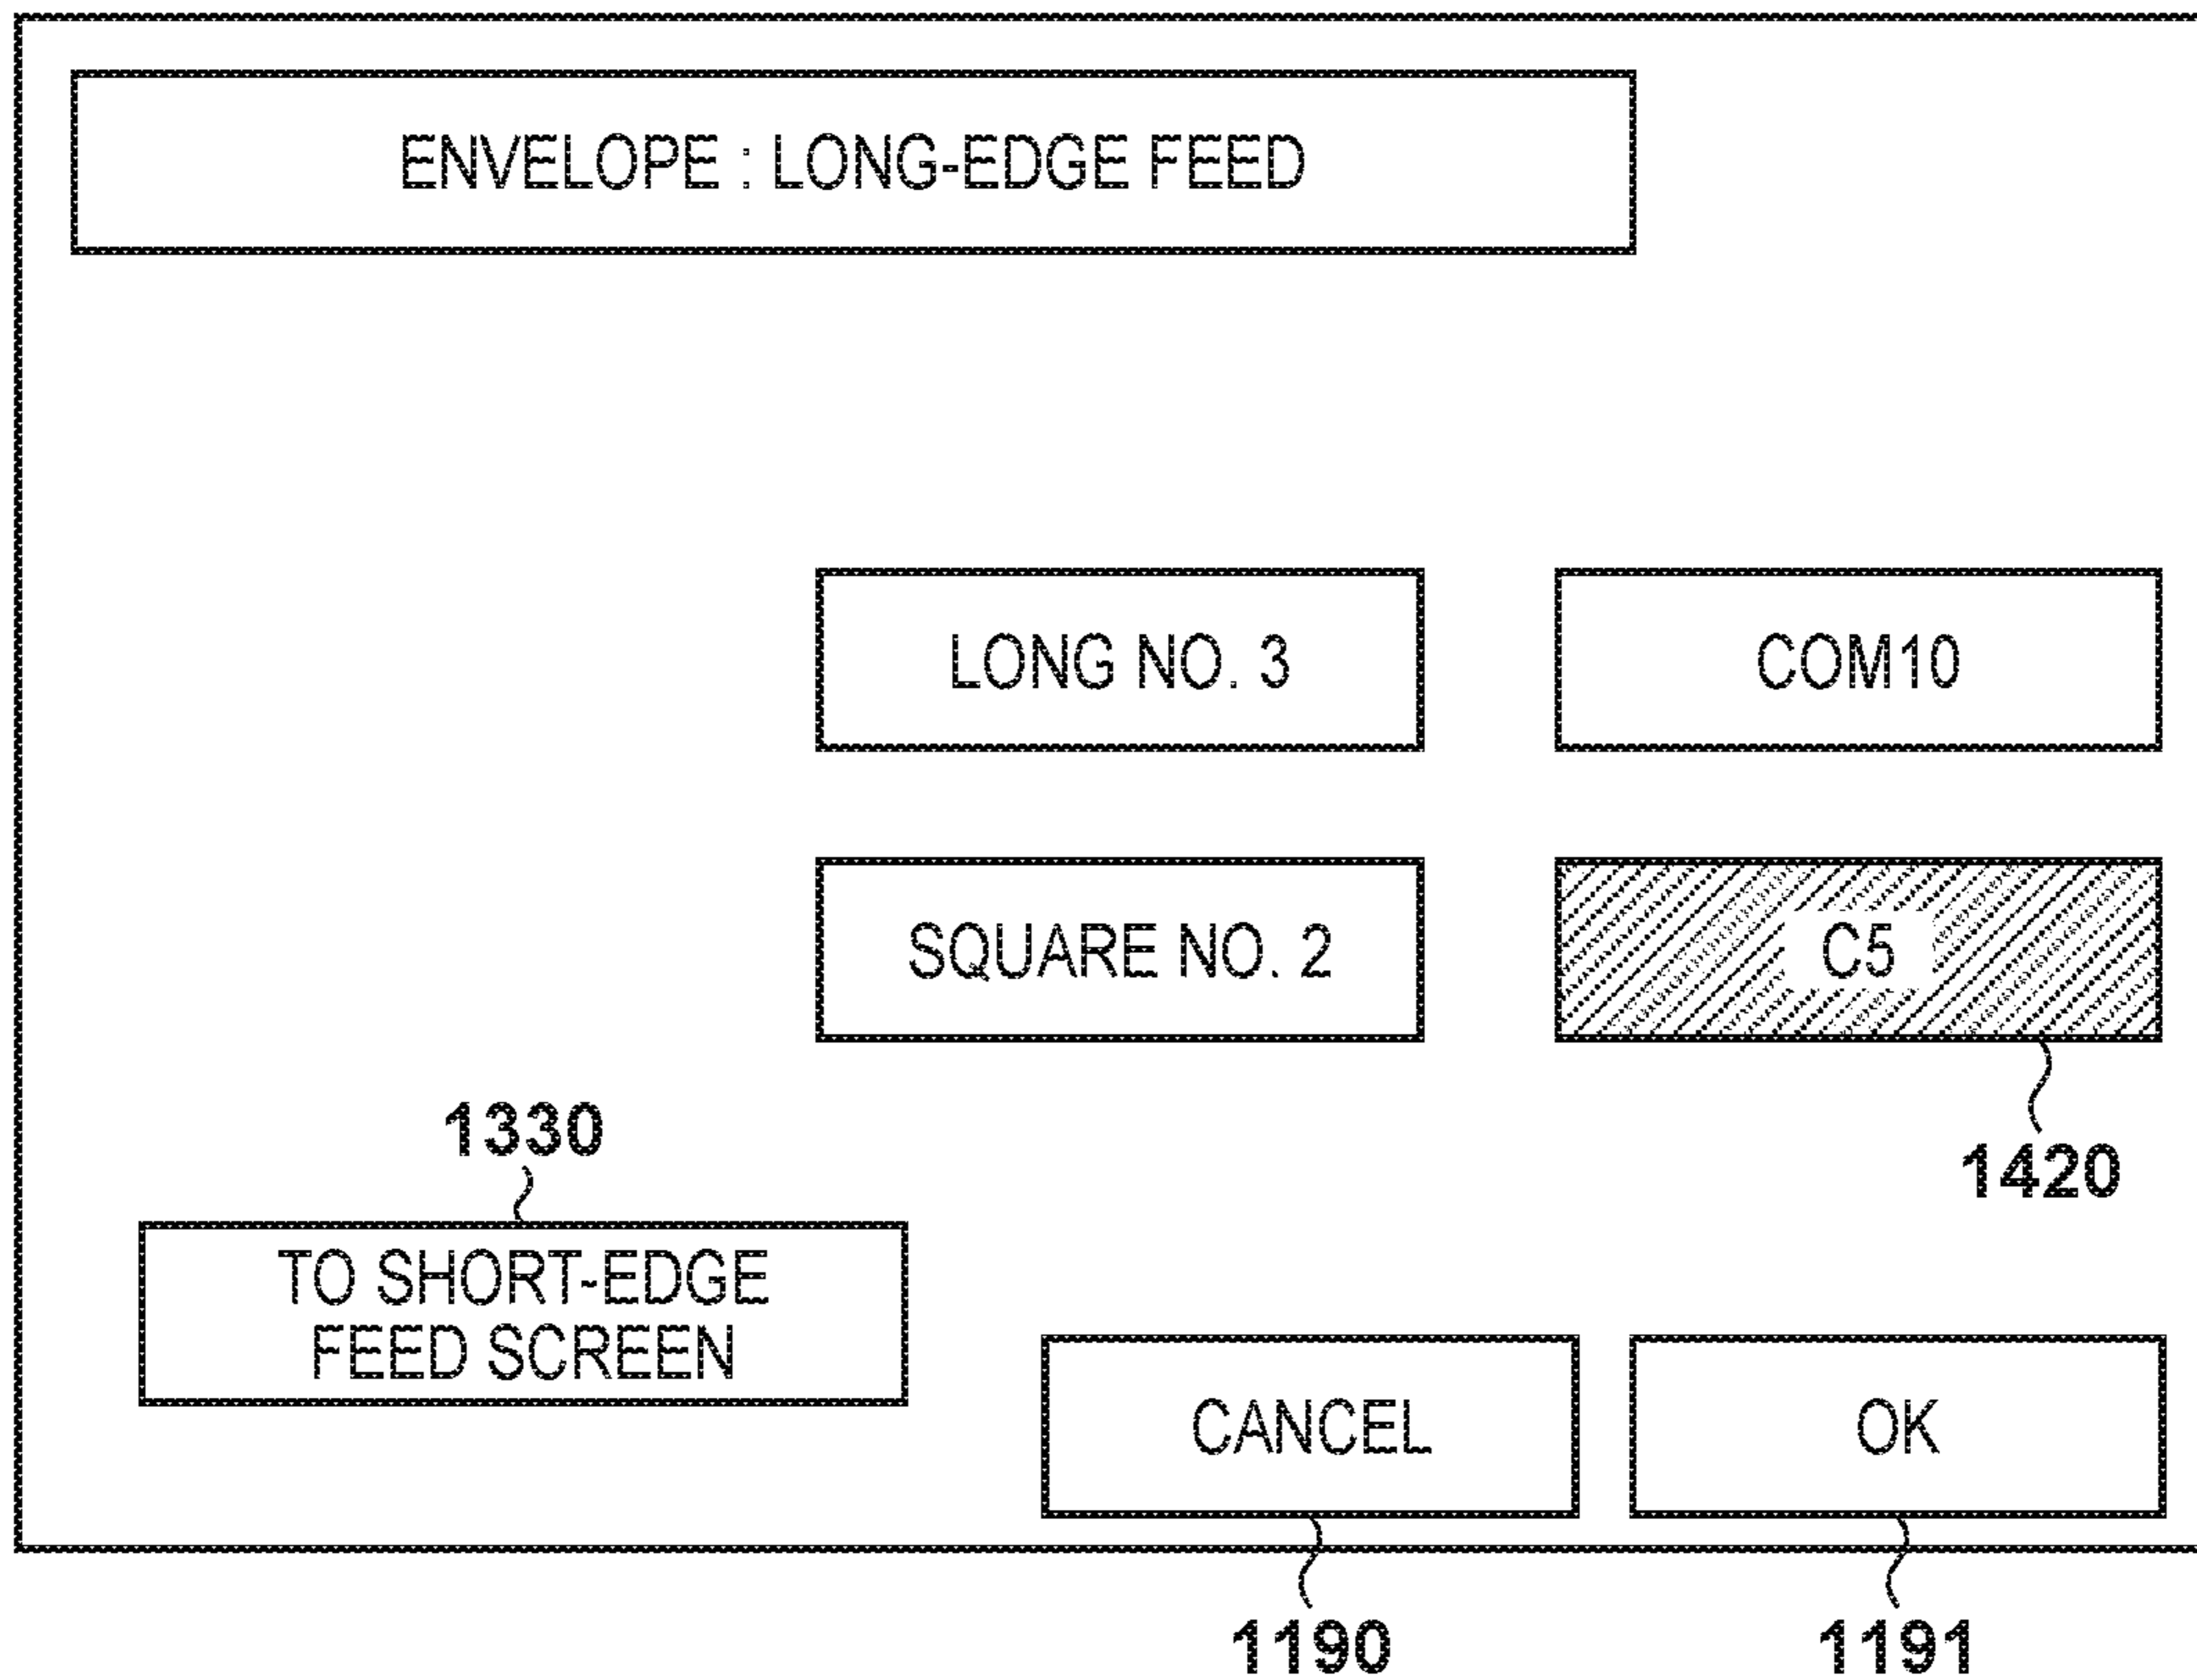 ENVELOPE : LONG-EDGE FEED
LONG NO. 3
COM10
SQUARE NO. 2
C5
1420
1330
TO SHORT-EDGE
FEED SCREEN
CANCEL
OK
1190
1191